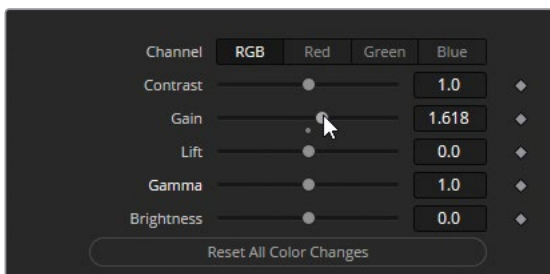 Channel RGB Red Green Blue
Contrast 1.0
Gain 1.618
Lift 0.0
Gamma 1.0
Brightness 0.0
Reset All Color Changes